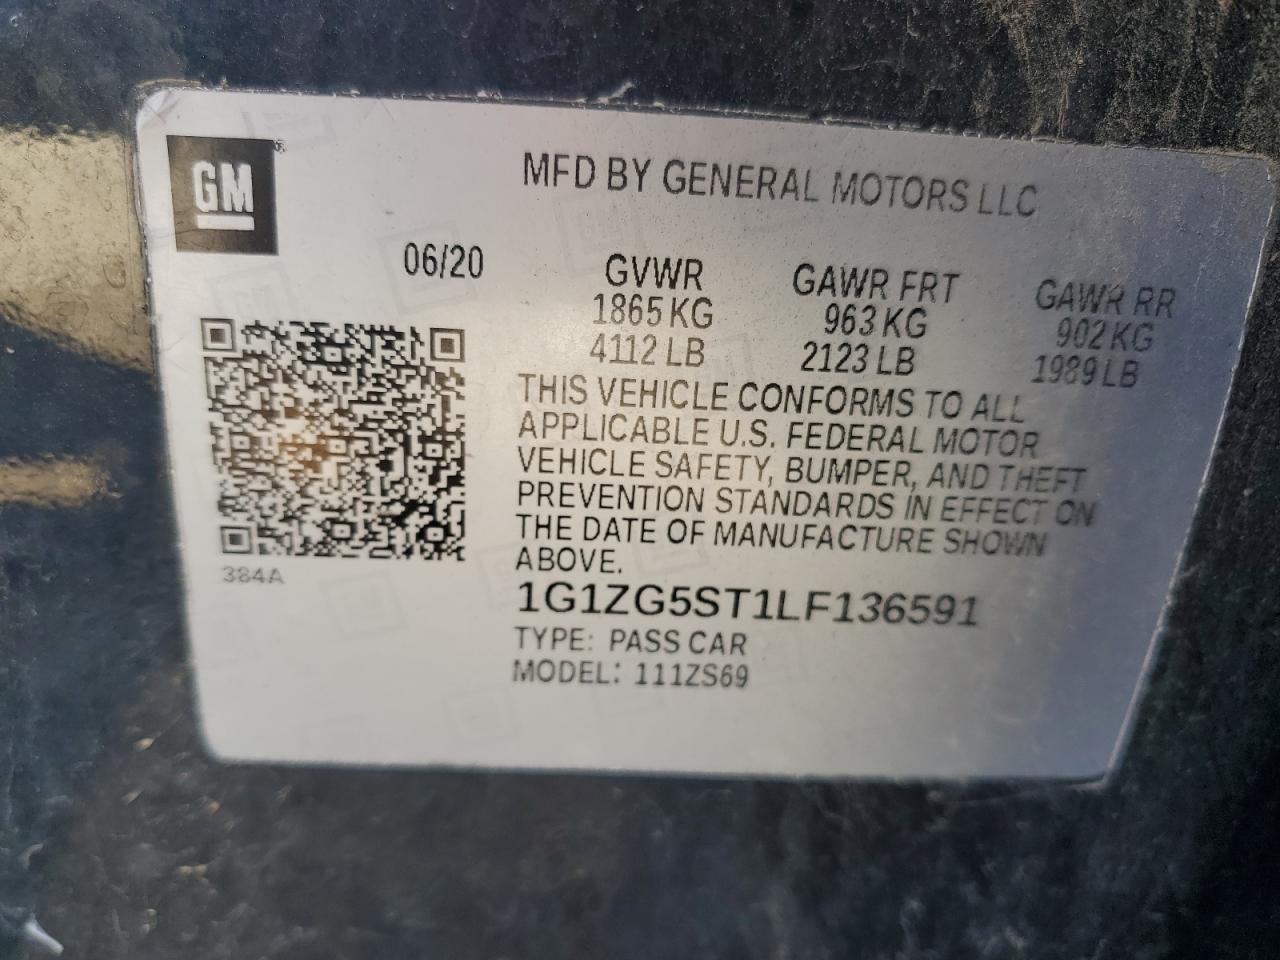 GM
MFD BY GENERAL MOTORS LLC
06/20
GVWR
1865 KG
4112 LB
GAWR FRT
963 KG
2123 LB
GAWR RR
902 KG
1989 LB
THIS VEHICLE CONFORMS TO ALL
APPLICABLE U.S. FEDERAL MOTOR
VEHICLE SAFETY, BUMPER, AND THEFT
PREVENTION STANDARDS IN EFFECT ON
THE DATE OF MANUFACTURE SHOWN
ABOVE.
384A
1G1ZG5ST1LF136591
TYPE: PASS CAR
MODEL: 111ZS69